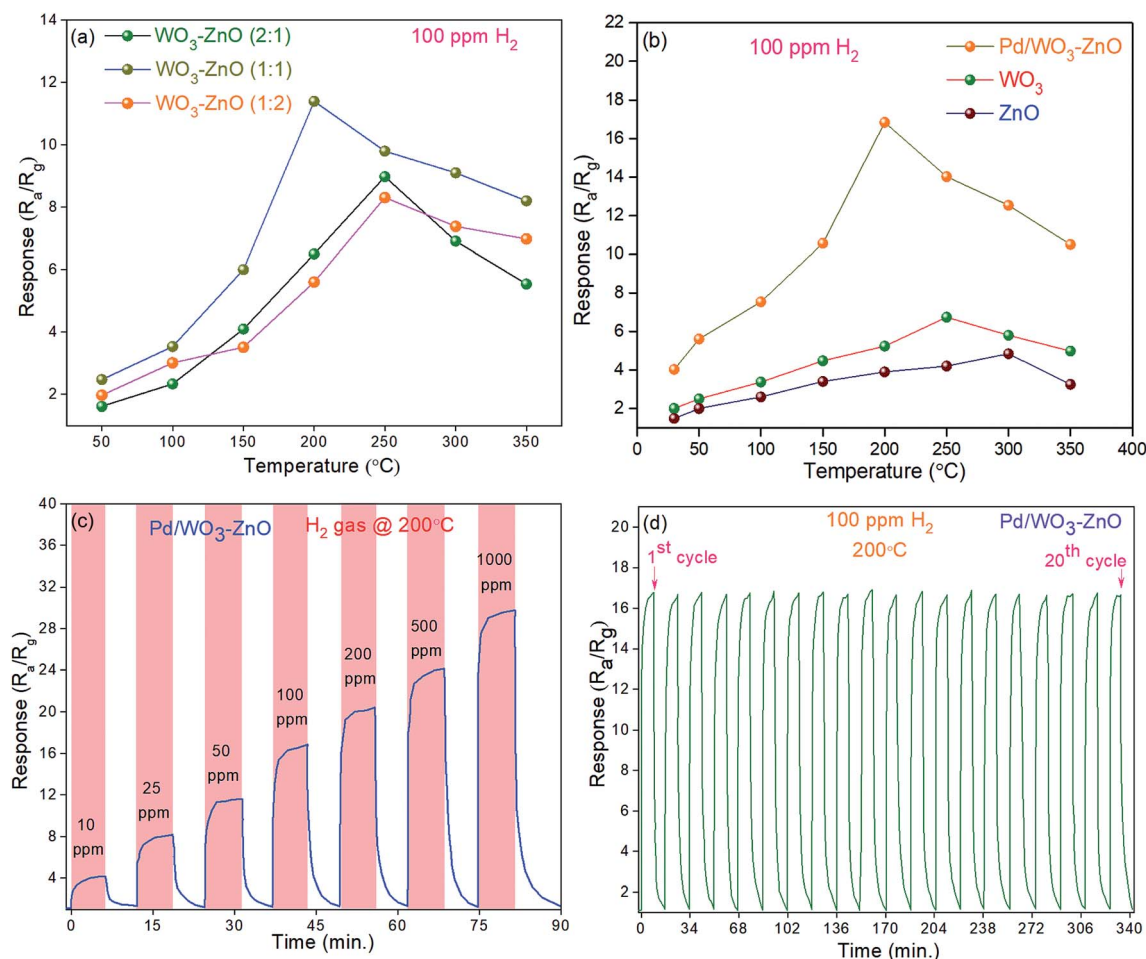 (a)
WO3-ZnO (2:1)
100 ppm H2
WO3-ZnO (1:1)
WO3-ZnO (1:2)
14
12
10
8
6
4
2
Response (Ra/Rg)
50 100 150 200 250 300 350
Temperature (°C)
(b)
100 ppm H2
Pd/WO3-ZnO
WO3
ZnO
22
20
18
16
14
12
10
8
6
4
2
Response (Ra/Rg)
0 50 100 150 200 250 300 350 400
Temperature (°C)
(c)
Pd/WO3-ZnO
H2 gas @ 200°C
40
36
32
28
24
20
16
12
8
4
Response (Ra/Rg)
10
ppm
25
ppm
50
ppm
100
ppm
200
ppm
500
ppm
1000
ppm
0 15 30 45 60 75 90
Time (min.)
(d)
100 ppm H2
200°C
Pd/WO3-ZnO
1st cycle
20th cycle
20
18
16
14
12
10
8
6
4
2
Response (Ra/Rg)
0 34 68 102 136 170 204 238 272 306 340
Time (min.)